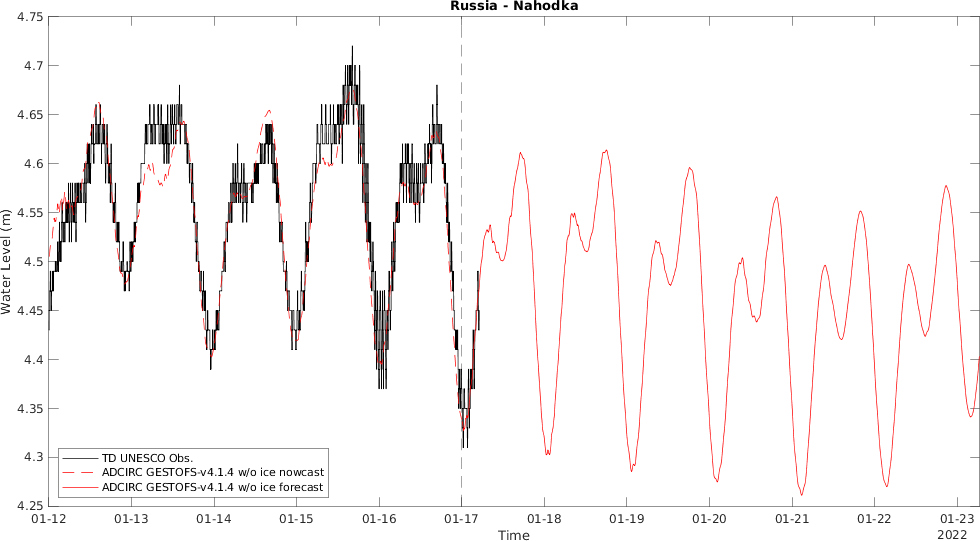 Russia - Nahodka
4.75
4.7
4.65
4.6
4.55
4.5
4.45
4.4
4.35
4.3
4.25
Water Level (m)
TD UNESCO Obs.
ADCIRC GESTOFS-v4.1.4 w/o ice nowcast
ADCIRC GESTOFS-v4.1.4 w/o ice forecast
01-12 01-13 01-14 01-15 01-16 01-17 01-18 01-19 01-20 01-21 01-22 01-23
Time
2022